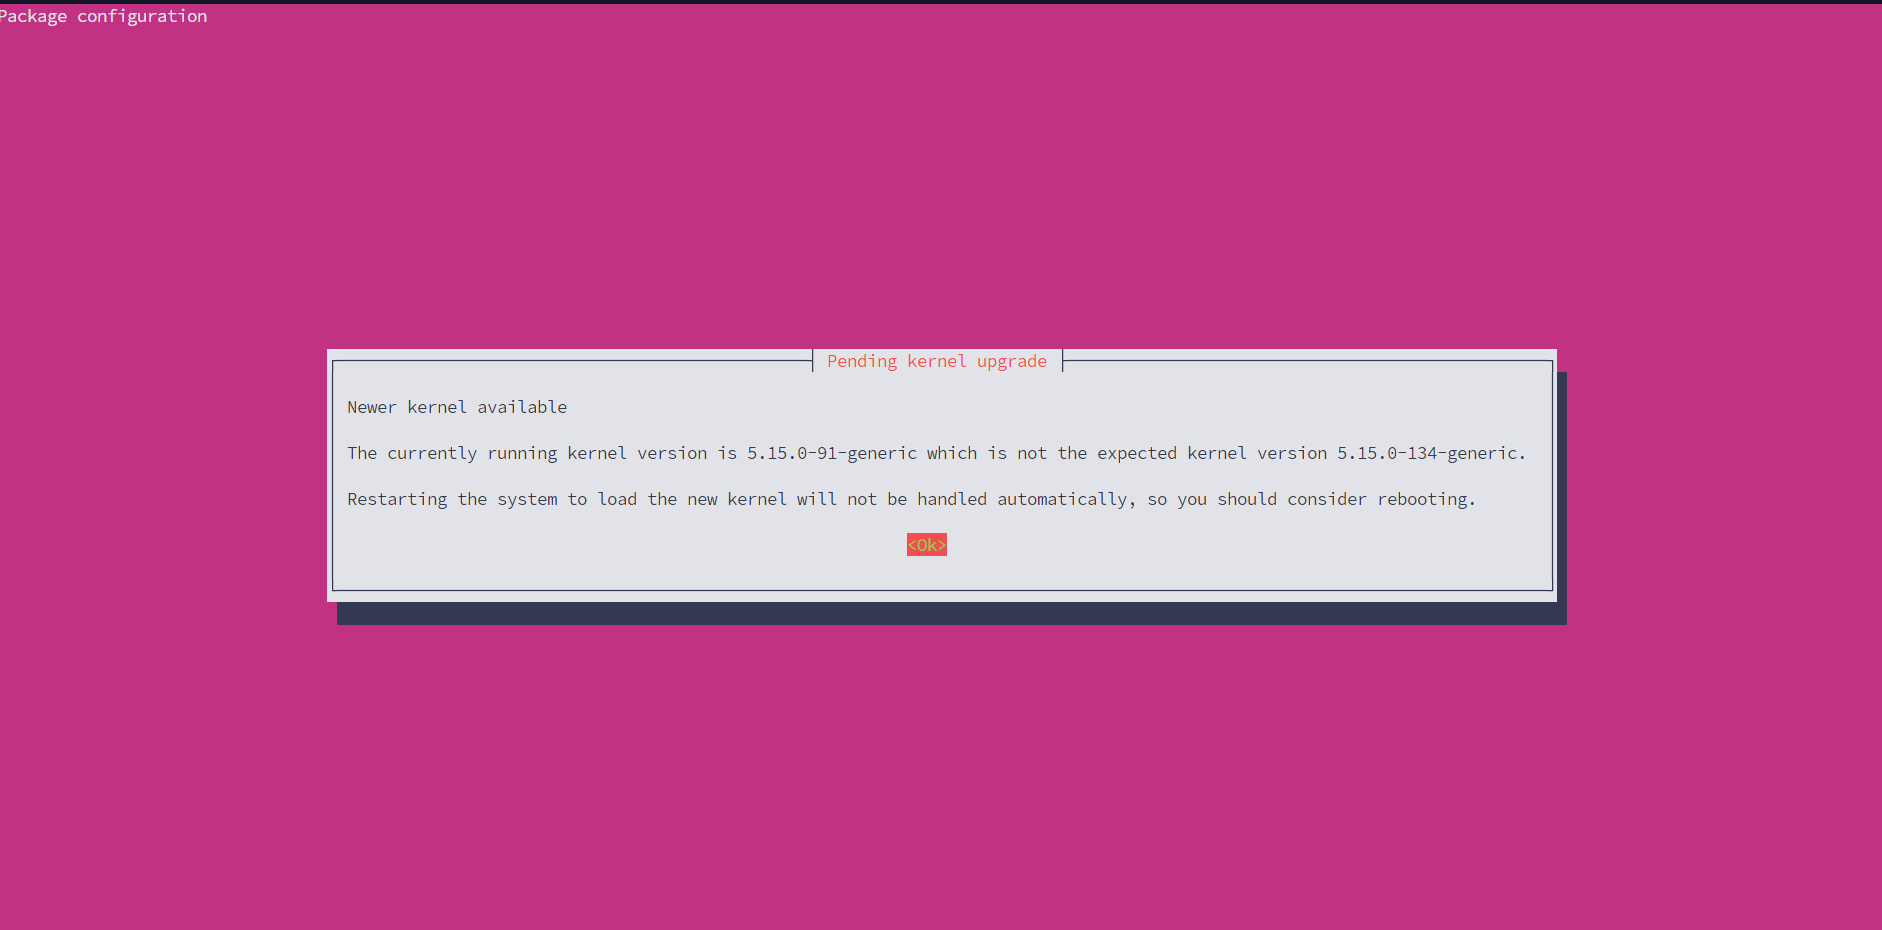 Package configuration
Pending kernel upgrade
Newer kernel available
The currently running kernel version is 5.15.0-91-generic which is not the expected kernel version 5.15.0-134-generic.
Restarting the system to load the new kernel will not be handled automatically, so you should consider rebooting.
<Ok>